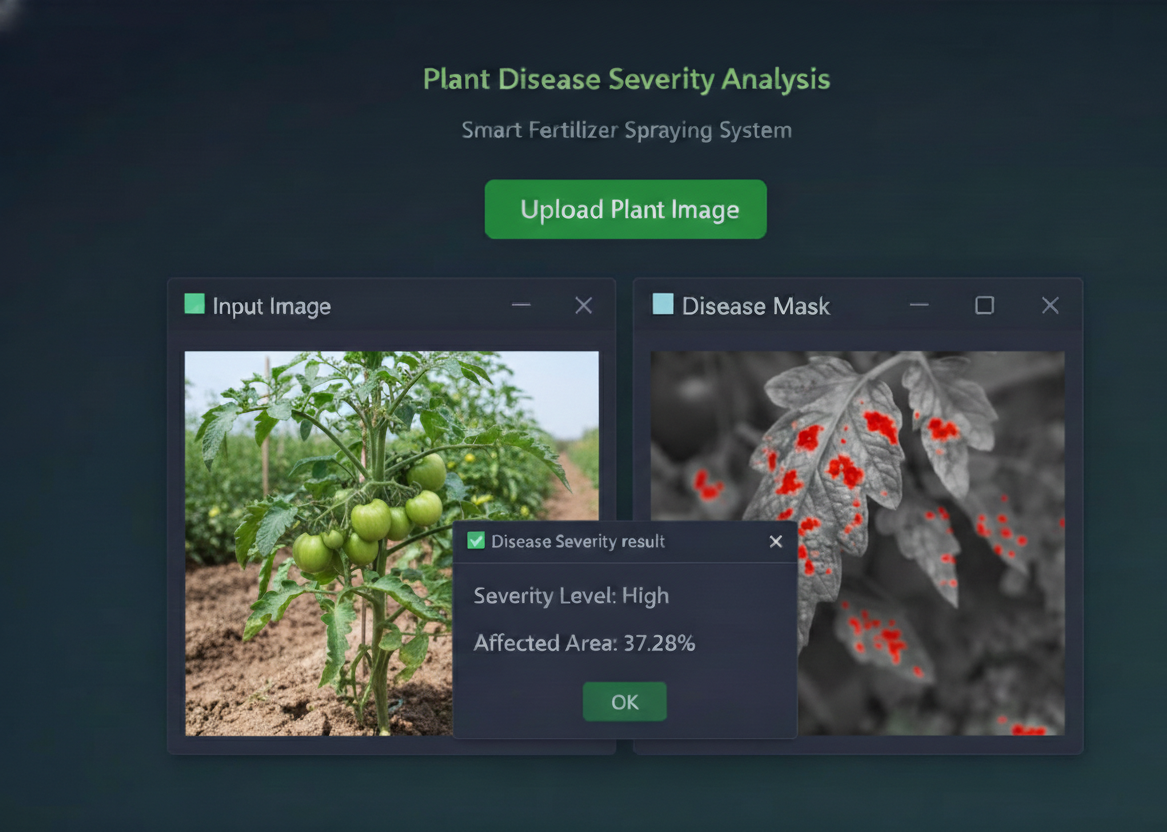 Plant Disease Severity Analysis
Smart Fertilizer Spraying System
Upload Plant Image
Input Image
Disease Mask
Disease Severity result
Severity Level: High
Affected Area: 37.28%
OK